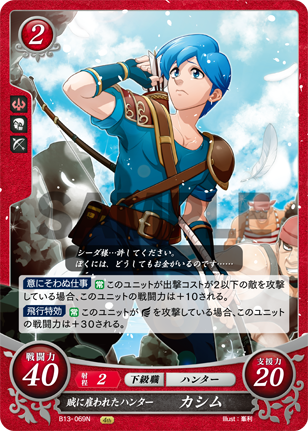 2
SAMPLE
シーダ様…許してください。
ぼくには、どうしてもお金がいるのです……
意にそわぬ仕事 常 このユニットが出撃コストが2以下の敵を攻撃
している場合、このユニットの戦闘力は＋10される。
飛行特効 常 このユニットが を攻撃している場合、このユニット
の戦闘力は＋30される。
戦闘力 40
射程 2 下級職 ハンター
支援力 20
賊に雇われたハンター カシム
B13-069N Illust：雁村